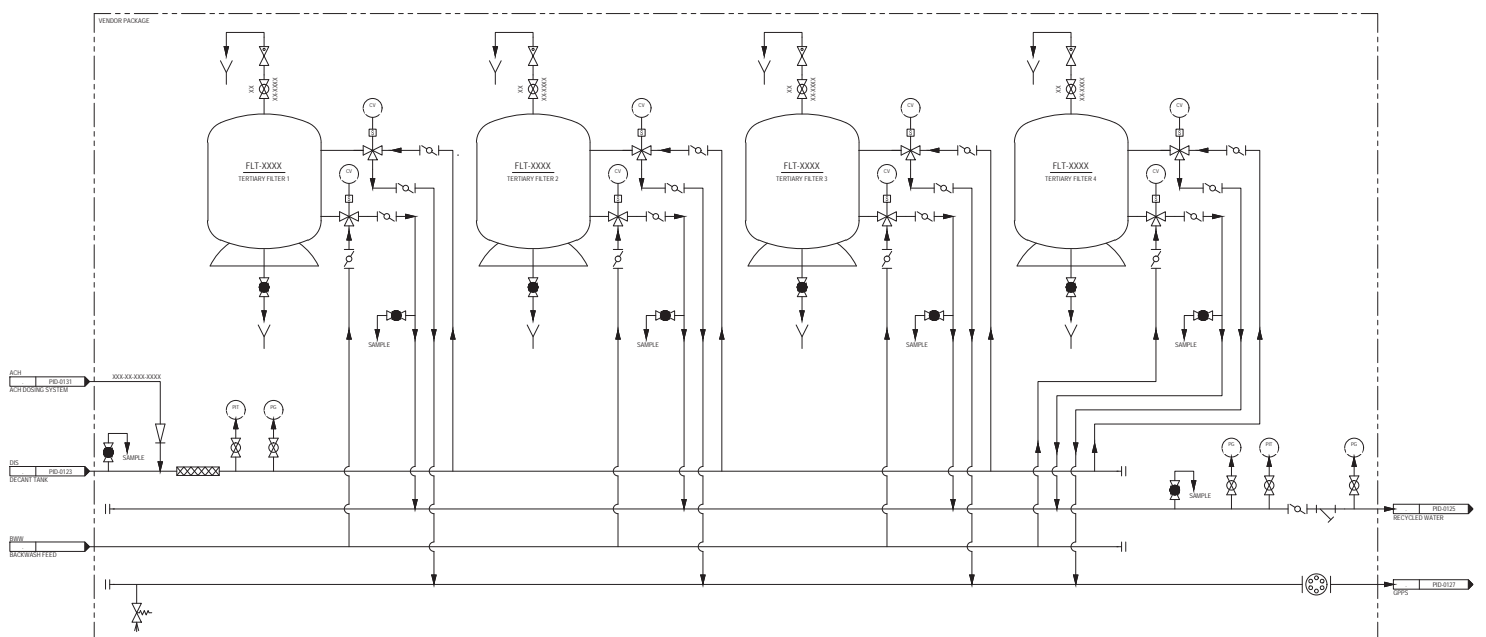 VENDOR PACKAGE
XX
XX-XXXX
XX
XX-XXXX
XX
XX-XXXX
XX
XX-XXXX
CV
CV
CV
CV
S
S
S
S
FLT-XXXX
TERTIARY FILTER 1
FLT-XXXX
TERTIARY FILTER 2
FLT-XXXX
TERTIARY FILTER 3
FLT-XXXX
TERTIARY FILTER 4
CV
CV
CV
CV
S
S
S
S
SAMPLE
SAMPLE
SAMPLE
SAMPLE
ACH
PID-0131
ACH DOSING SYSTEM
XXX-XX-XXX-XXXX
PIT
PG
SAMPLE
DIS
PID-0123
DECANT TANK
PG
PIT
PG
SAMPLE
PID-0125
RECYCLED WATER
BWW
BACKWASH FEED
PID-0127
GPPS